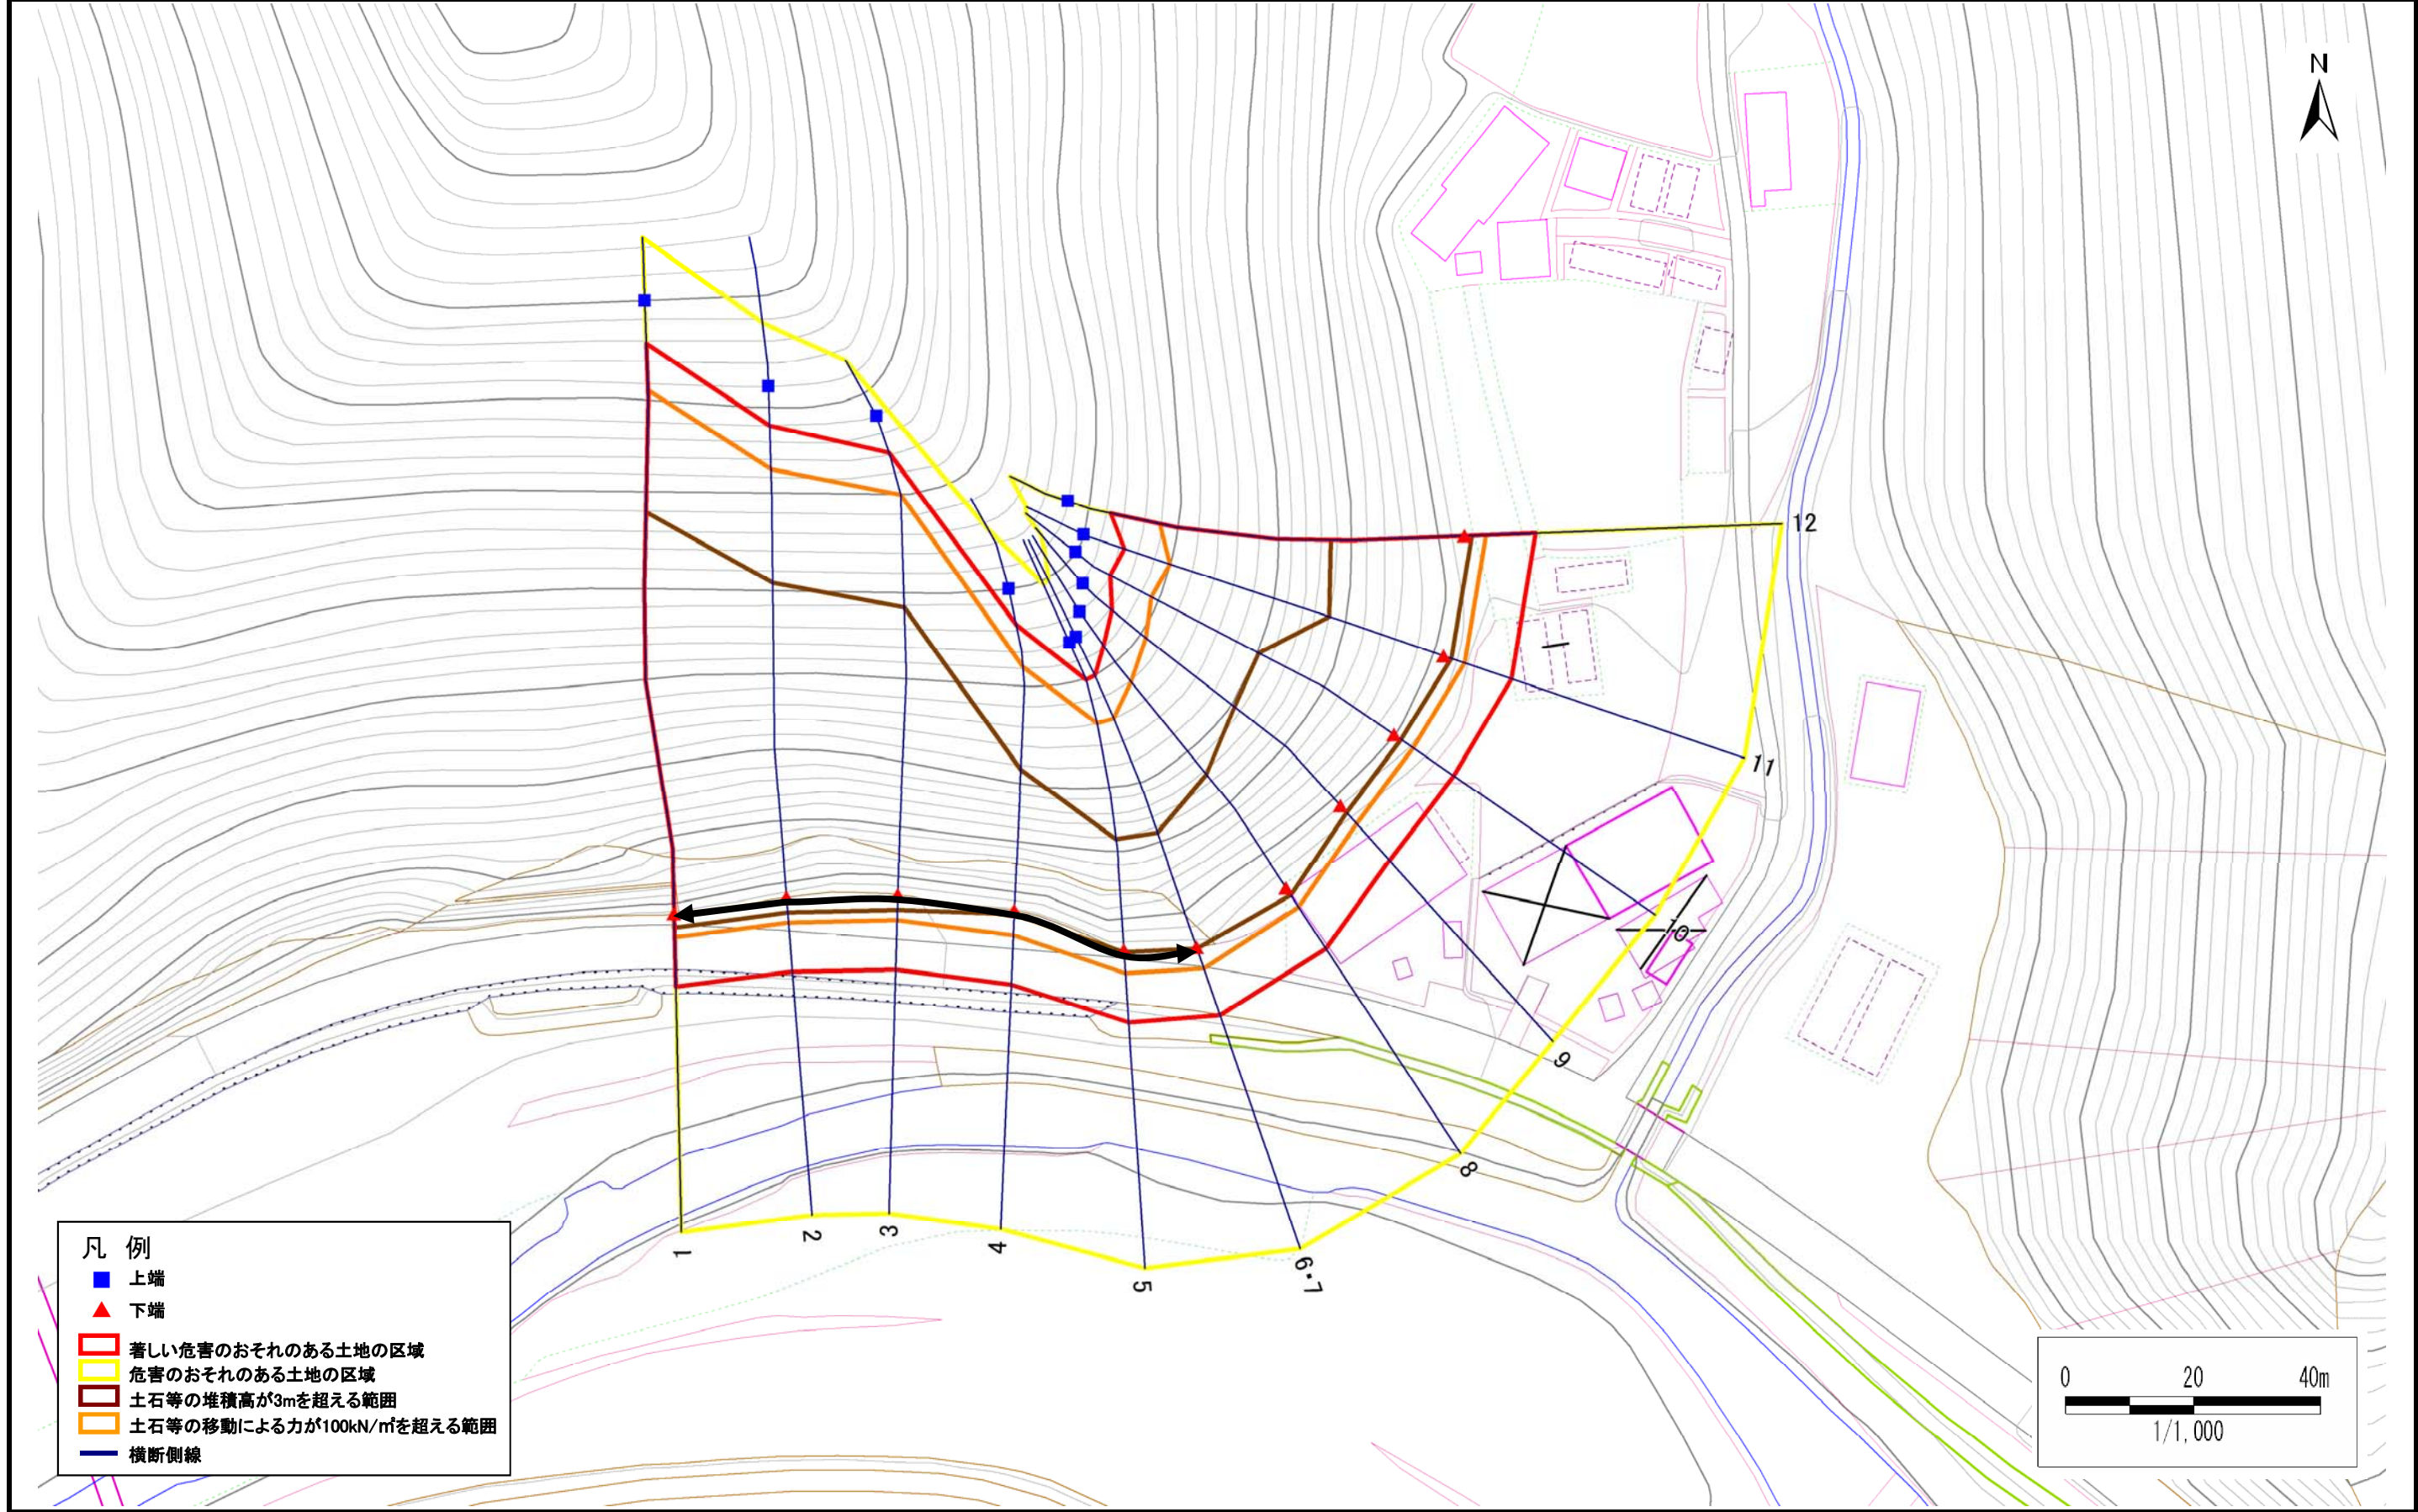 N
12
11
10
9
8
6・7
5
4
3
2
1
凡 例
上端
下端
著しい危害のおそれのある土地の区域
危害のおそれのある土地の区域
土石等の堆積高が3mを超える範囲
土石等の移動による力が100kN/㎡を超える範囲
横断側線
0 20 40m
1/1,000